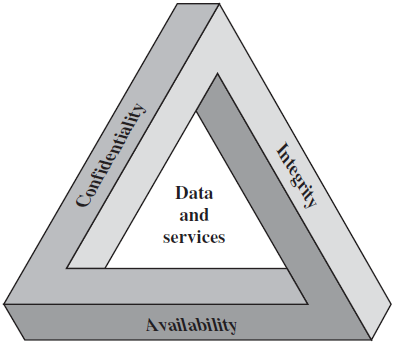 Confidentiality
Integrity
Data
and
services
Availability